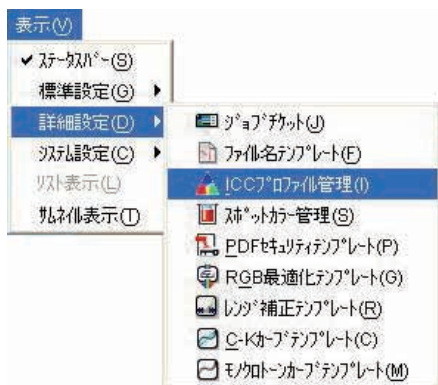 表示(V)
✔ ｽﾃｰﾀｽﾊﾞｰ(S)
標準設定(G)
詳細設定(D)
ｼｽﾃﾑ設定(C)
ﾘｽﾄ表示(L)
ｻﾑﾈｲﾙ表示(T)
ｼﾞｮﾌﾞﾁｹｯﾄ(J)
ﾌｧｲﾙ名ﾃﾝﾌﾟﾚｰﾄ(F)
ICCﾌﾟﾛﾌｧｲﾙ管理(I)
ｽﾎﾟｯﾄｶﾗｰ管理(S)
PDFｾｷｭﾘﾃｨﾃﾝﾌﾟﾚｰﾄ(P)
RGB最適化ﾃﾝﾌﾟﾚｰﾄ(G)
ﾚﾝｼﾞ補正ﾃﾝﾌﾟﾚｰﾄ(R)
C-Kｶｰﾌﾞﾃﾝﾌﾟﾚｰﾄ(C)
ﾓﾉｸﾛﾄｰﾝｶｰﾌﾞﾃﾝﾌﾟﾚｰﾄ(M)